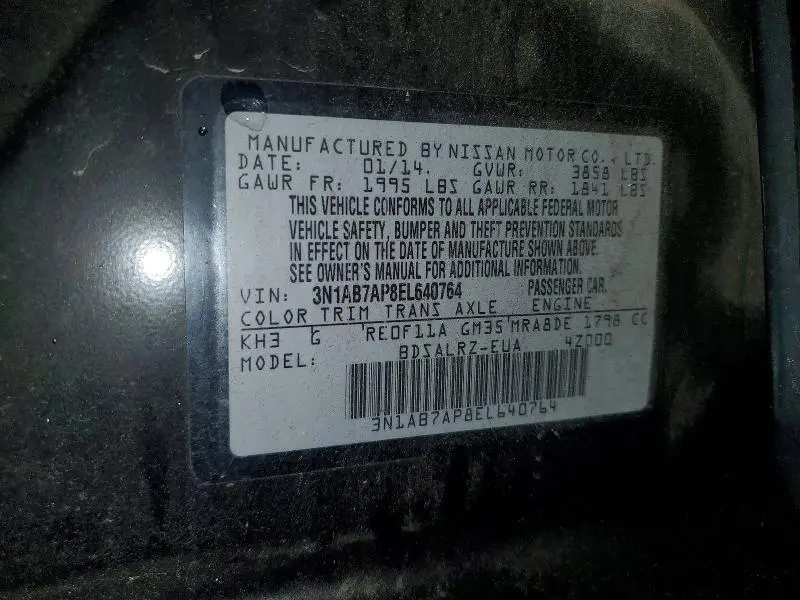 MANUFACTURED BY NISSAN MOTOR CO., LTD.
DATE: 01/14. GVWR: 3858 LBS
GAWR FR: 1995 LBS GAWR RR: 1841 LBS
THIS VEHICLE CONFORMS TO ALL APPLICABLE FEDERAL MOTOR
VEHICLE SAFETY, BUMPER AND THEFT PREVENTION STANDARDS
IN EFFECT ON THE DATE OF MANUFACTURE SHOWN ABOVE.
SEE OWNER'S MANUAL FOR ADDITIONAL INFORMATION.
VIN: 3N1AB7AP8EL640764 PASSENGER CAR.
COLOR TRIM TRANS AXLE ENGINE
KH3 G RE0F11A GM35 MRA8DE 1798 CC
MODEL: BDSALRZ-EUA 4Z000
3N1AB7AP8EL640764